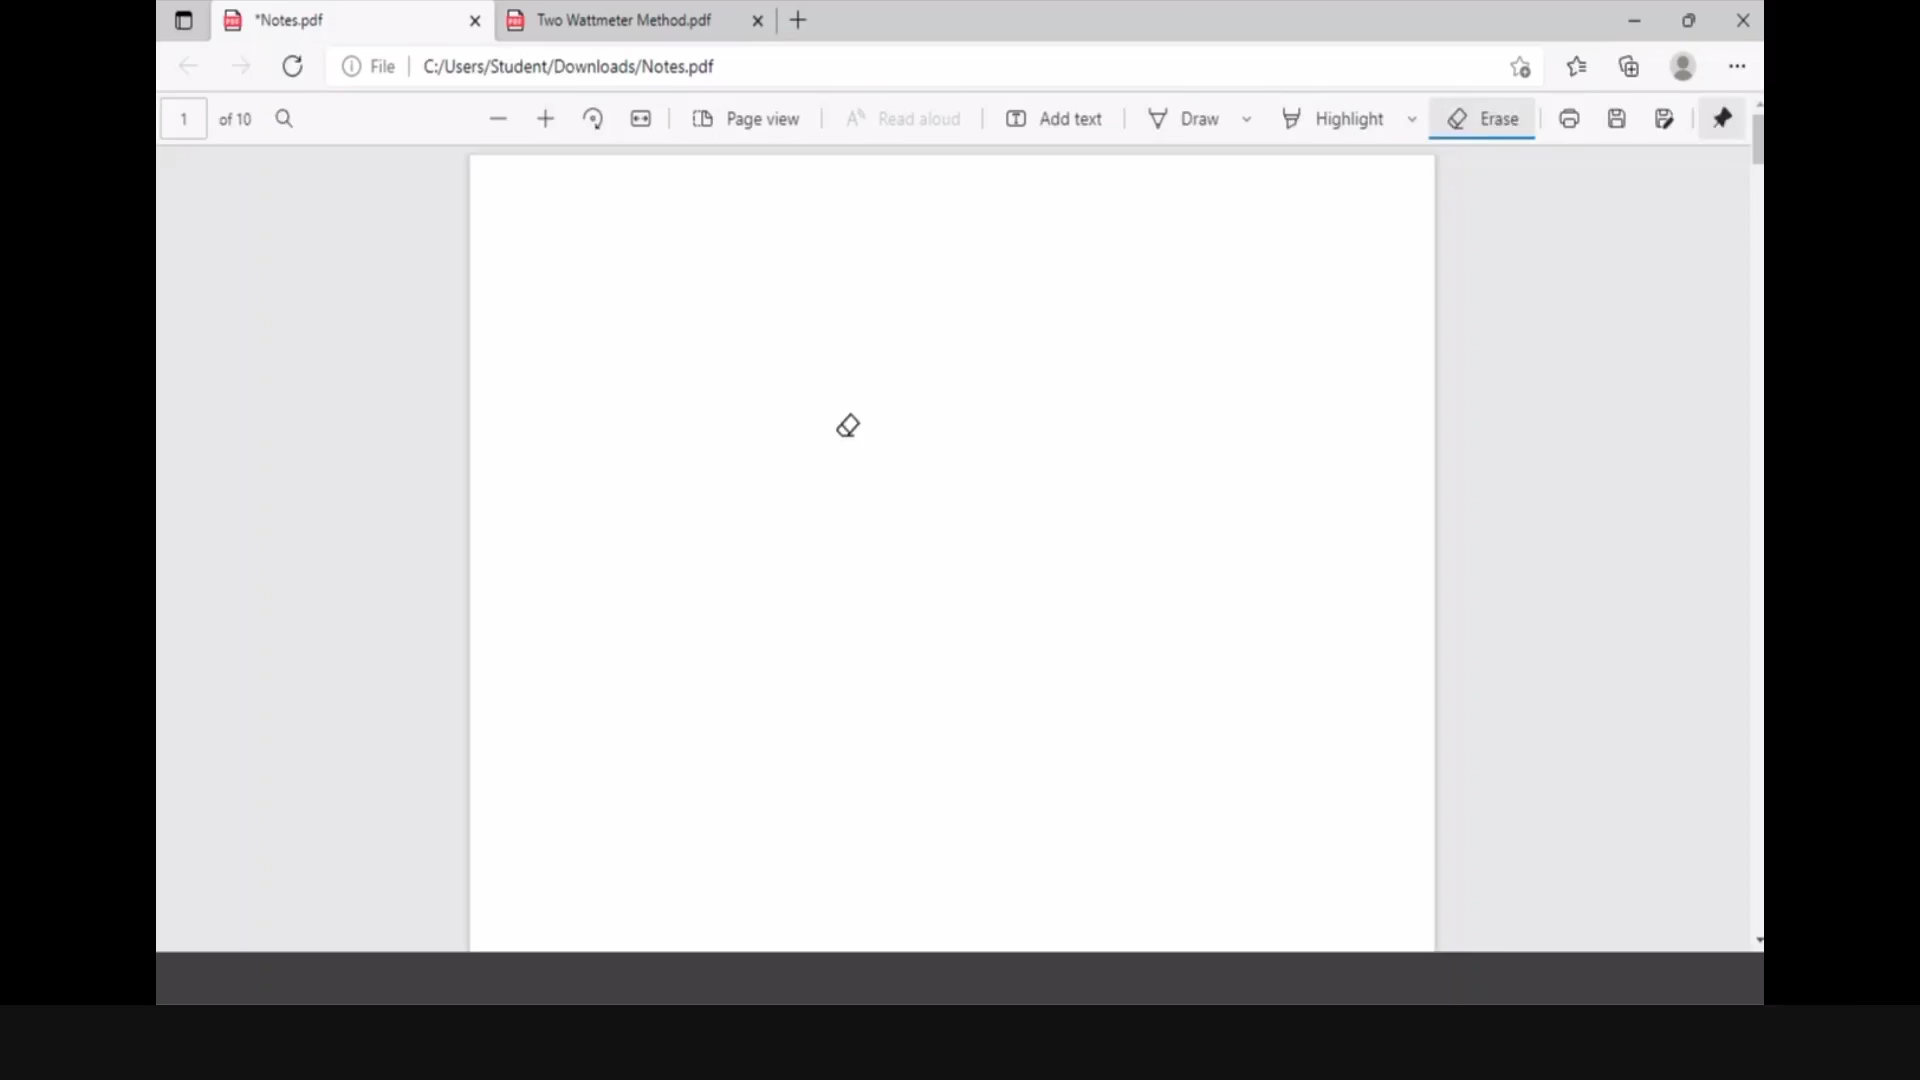 *Notes.pdf
Two Wattmeter Method.pdf
File
C:/Users/Student/Downloads/Notes.pdf
1 of 10
Page view
Read aloud
Add text
Draw
Highlight
Erase